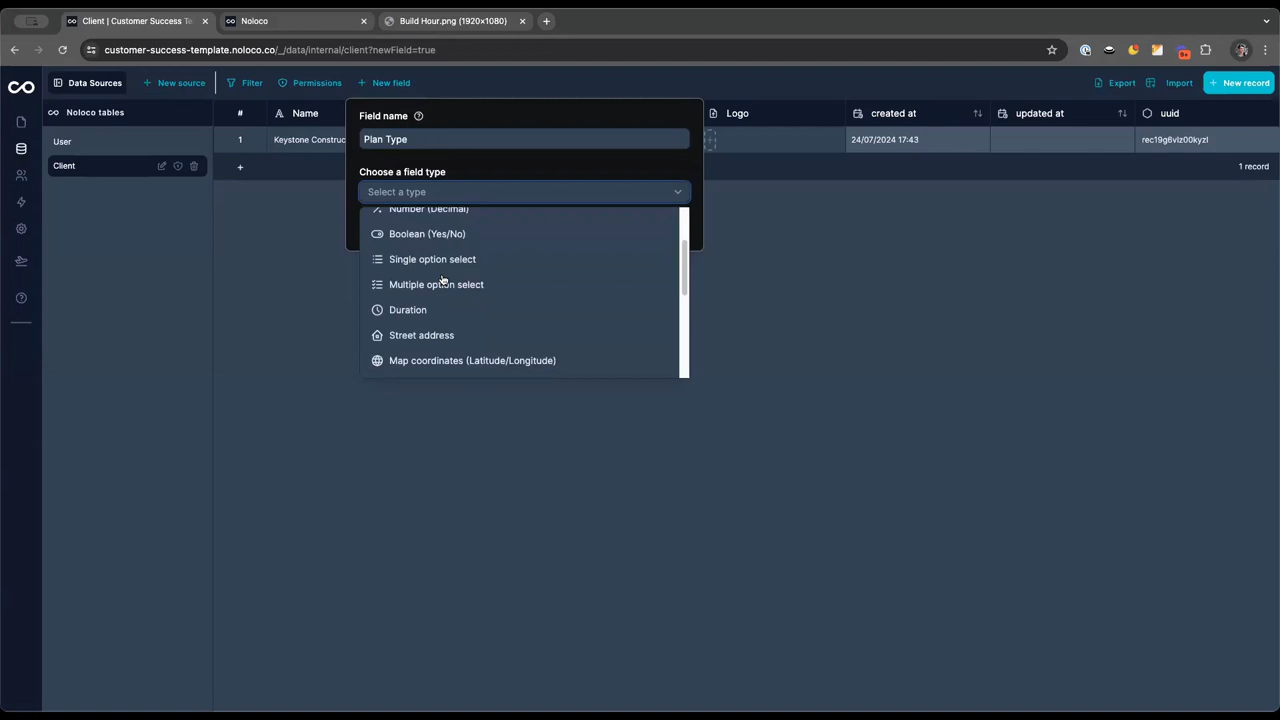 Client | Customer Success Te
Noloco
Build Hour.png (1920×1080)
customer-success-template.noloco.co/_/data/internal/client?newField=true
9+
Data Sources
New source
Filter
Permissions
New field
Export
Import
New record
Noloco tables
User
Client
#
Name
Logo
created at
updated at
uuid
1
Keystone Construc
24/07/2024 17:43
rec19g6vlz00kyzl
1 record
Field name
Plan Type
Choose a field type
Select a type
Number (Decimal)
Boolean (Yes/No)
Single option select
Multiple option select
Duration
Street address
Map coordinates (Latitude/Longitude)